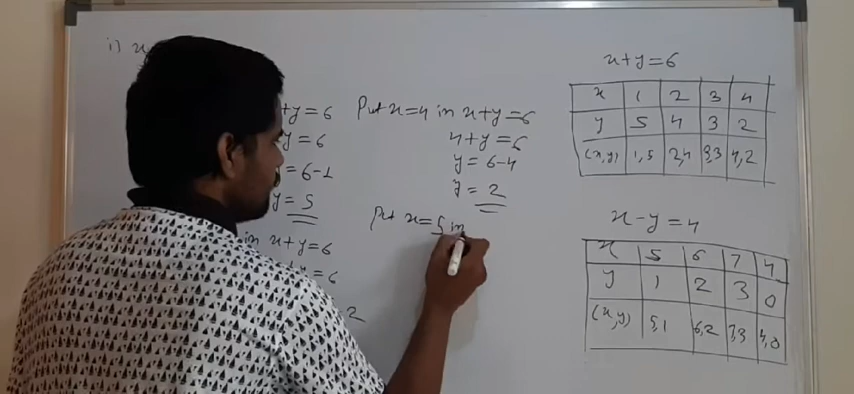 i) x
+y=6
y=6
=6-1
y=5
in x+y=6
+y=6
2
Put x=4 in x+y=6
4+y=6
y=6-4
y=2
Put x=5 in
x+y=6
x 1 2 3 4
y 5 4 3 2
(x,y) 1,5 2,4 3,3 4,2
x-y=4
x 5 6 7 4
y 1 2 3 0
(x,y) 5,1 6,2 7,3 4,0